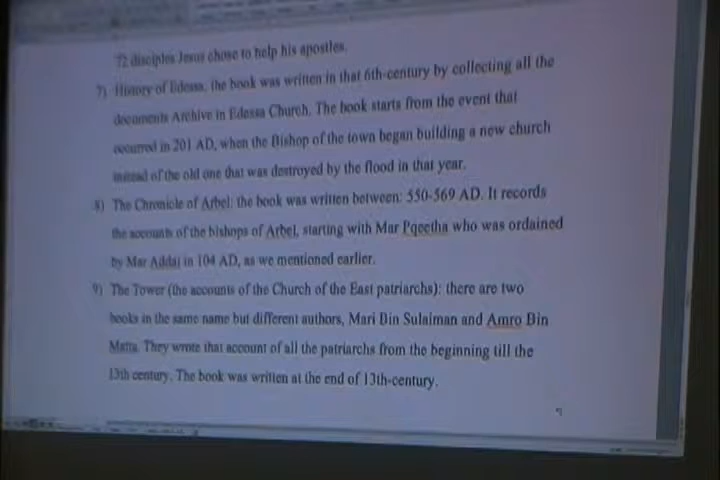 72 disciples Jesus chose to help his apostles.
7) History of Edessa, the book was written in that 6th-century by collecting all the
documents Archive in Edessa Church. The book starts from the event that
occurred in 201 AD, when the Bishop of the town began building a new church
instead of the old one that was destroyed by the flood in that year.
8) The Chronicle of Arbel: the book was written between: 550-569 AD. It records
the accounts of the bishops of Arbel, starting with Mar Pqeetha who was ordained
by Mar Addai in 104 AD, as we mentioned earlier.
9) The Tower (the accounts of the Church of the East patriarchs): there are two
books in the same name but different authors, Mari Bin Sulaiman and Amro Bin
Matta. They wrote that account of all the patriarchs from the beginning till the
13th century. The book was written at the end of 13th-century.